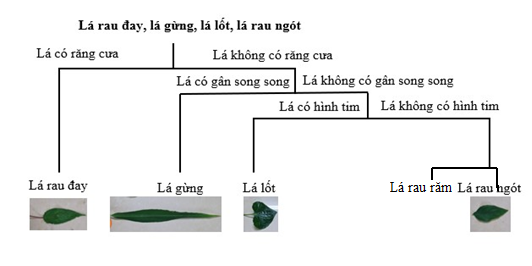 Lá rau đay, lá gừng, lá lốt, lá rau ngót
Lá có răng cưa
Lá không có răng cưa
Lá có gân song song
Lá không có gân song song
Lá có hình tim
Lá không có hình tim
Lá rau đay
Lá gừng
Lá lốt
Lá rau răm
Lá rau ngót